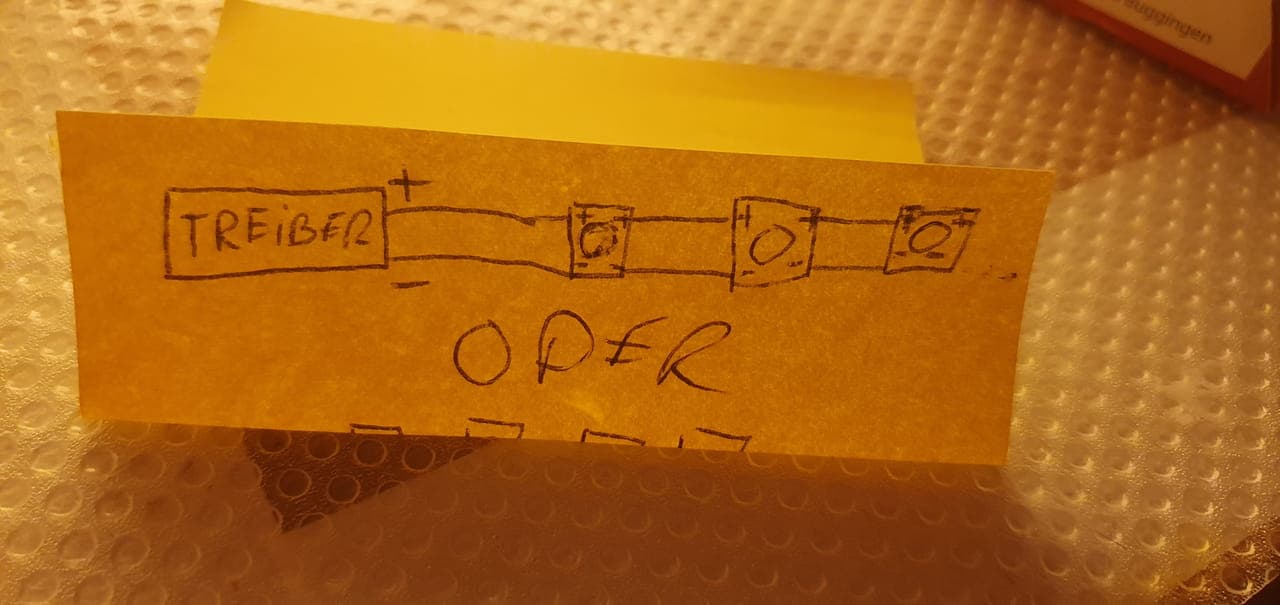 TREiBER
+
-
+ + + + + +
- - - - - -
ODER